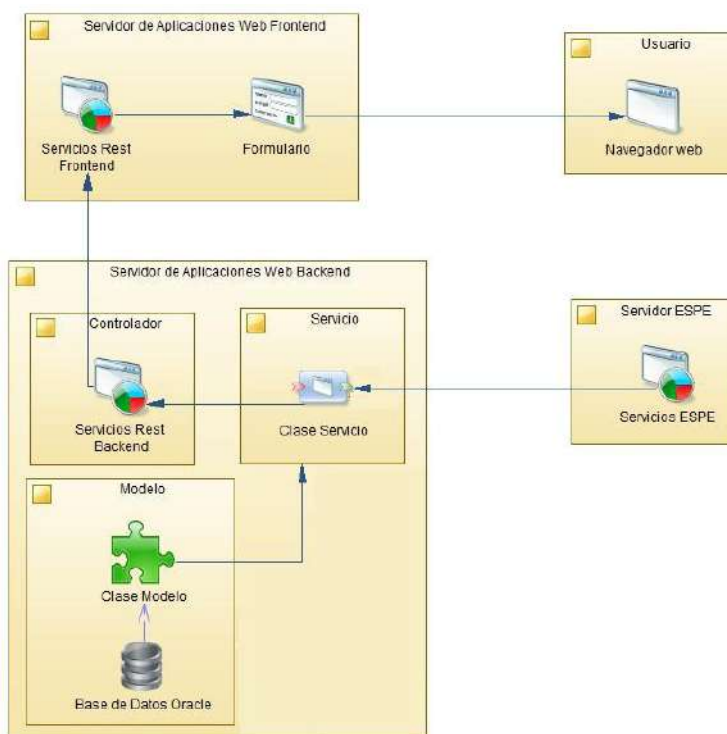 Servidor de Aplicaciones Web Frontend
Servicios Rest
Frontend
Formulario
Usuario
Navegador web
Servidor de Aplicaciones Web Backend
Controlador
Servicios Rest
Backend
Servicio
Clase Servicio
Servidor ESPE
Servicios ESPE
Modelo
Clase Modelo
Base de Datos Oracle